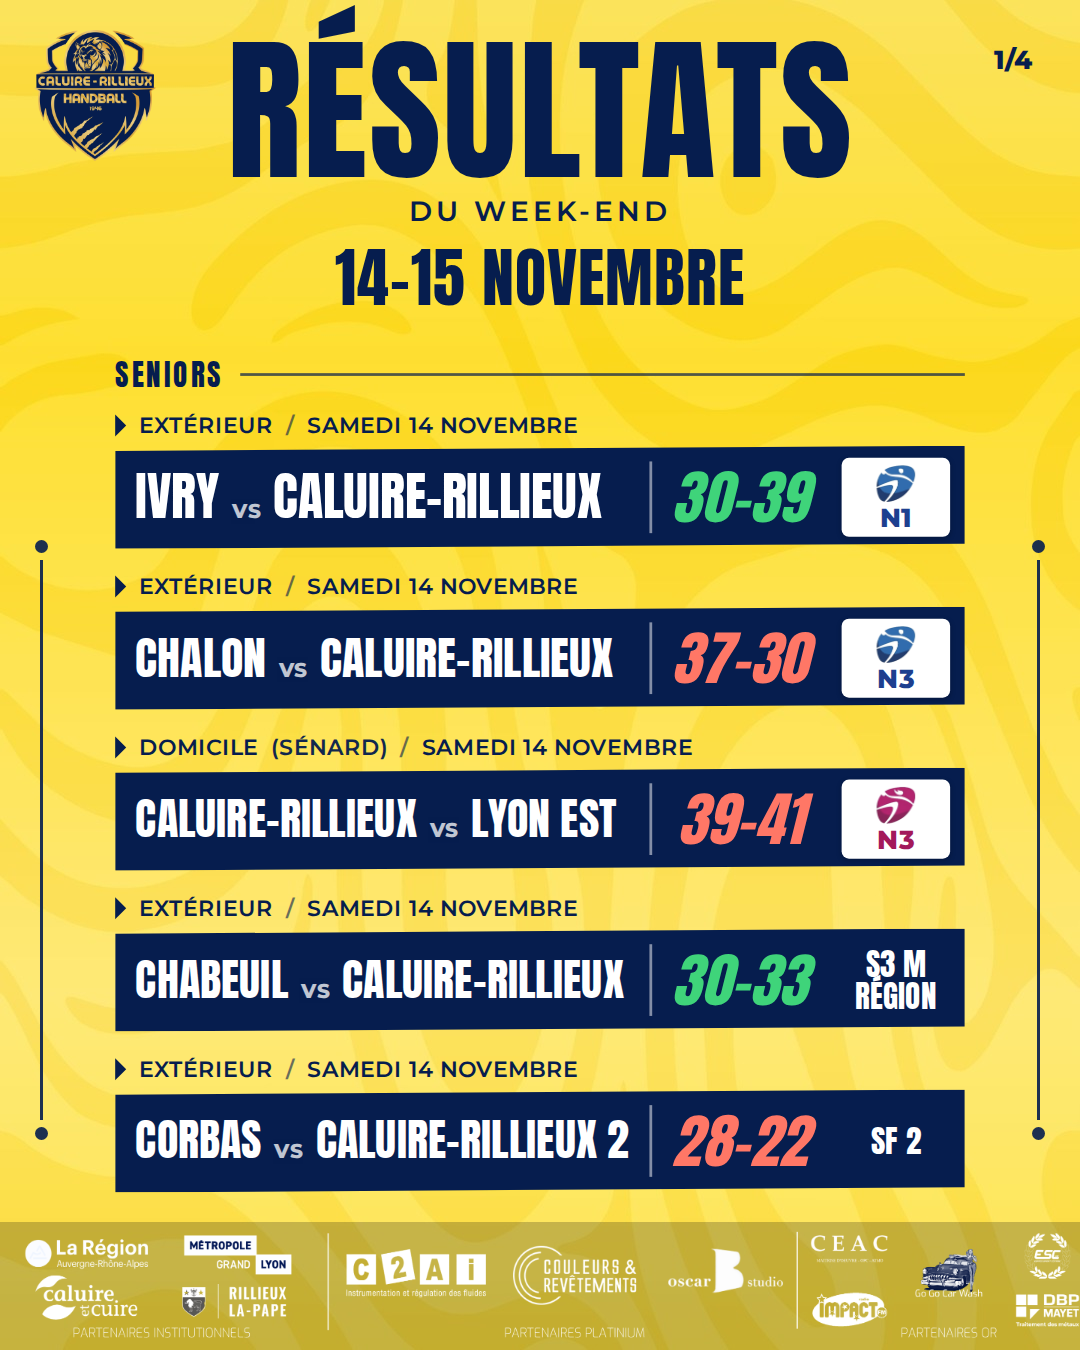 CALUIRE-RILLIEUX
HANDBALL
RÉSULTATS
1/4
DU WEEK-END
14-15 NOVEMBRE
SENIORS
EXTÉRIEUR / SAMEDI 14 NOVEMBRE
IVRY vs CALUIRE-RILLIEUX 30-39 N1
EXTÉRIEUR / SAMEDI 14 NOVEMBRE
CHALON vs CALUIRE-RILLIEUX 37-30 N3
DOMICILE (SÉNARD) / SAMEDI 14 NOVEMBRE
CALUIRE-RILLIEUX vs LYON EST 39-41 N3
EXTÉRIEUR / SAMEDI 14 NOVEMBRE
CHABEUIL vs CALUIRE-RILLIEUX 30-33 S3 M
RÉGION
EXTÉRIEUR / SAMEDI 14 NOVEMBRE
CORBAS vs CALUIRE-RILLIEUX 2 28-22 SF 2
La Région
Auvergne-Rhône-Alpes
MÉTROPOLE
GRAND LYON
caluire
et cuire
RILLIEUX
LA-PAPE
PARTENAIRES INSTITUTIONNELS
C2Ai
Instrumentation et régulation des fluides
COULEURS &
REVÊTEMENTS
oscar B studio
PARTENAIRES PLATINIUM
CEAC
IMPACT FM
Go Go Car Wash
ESC
DBP
MAYET
Traitement des métaux
PARTENAIRES OR